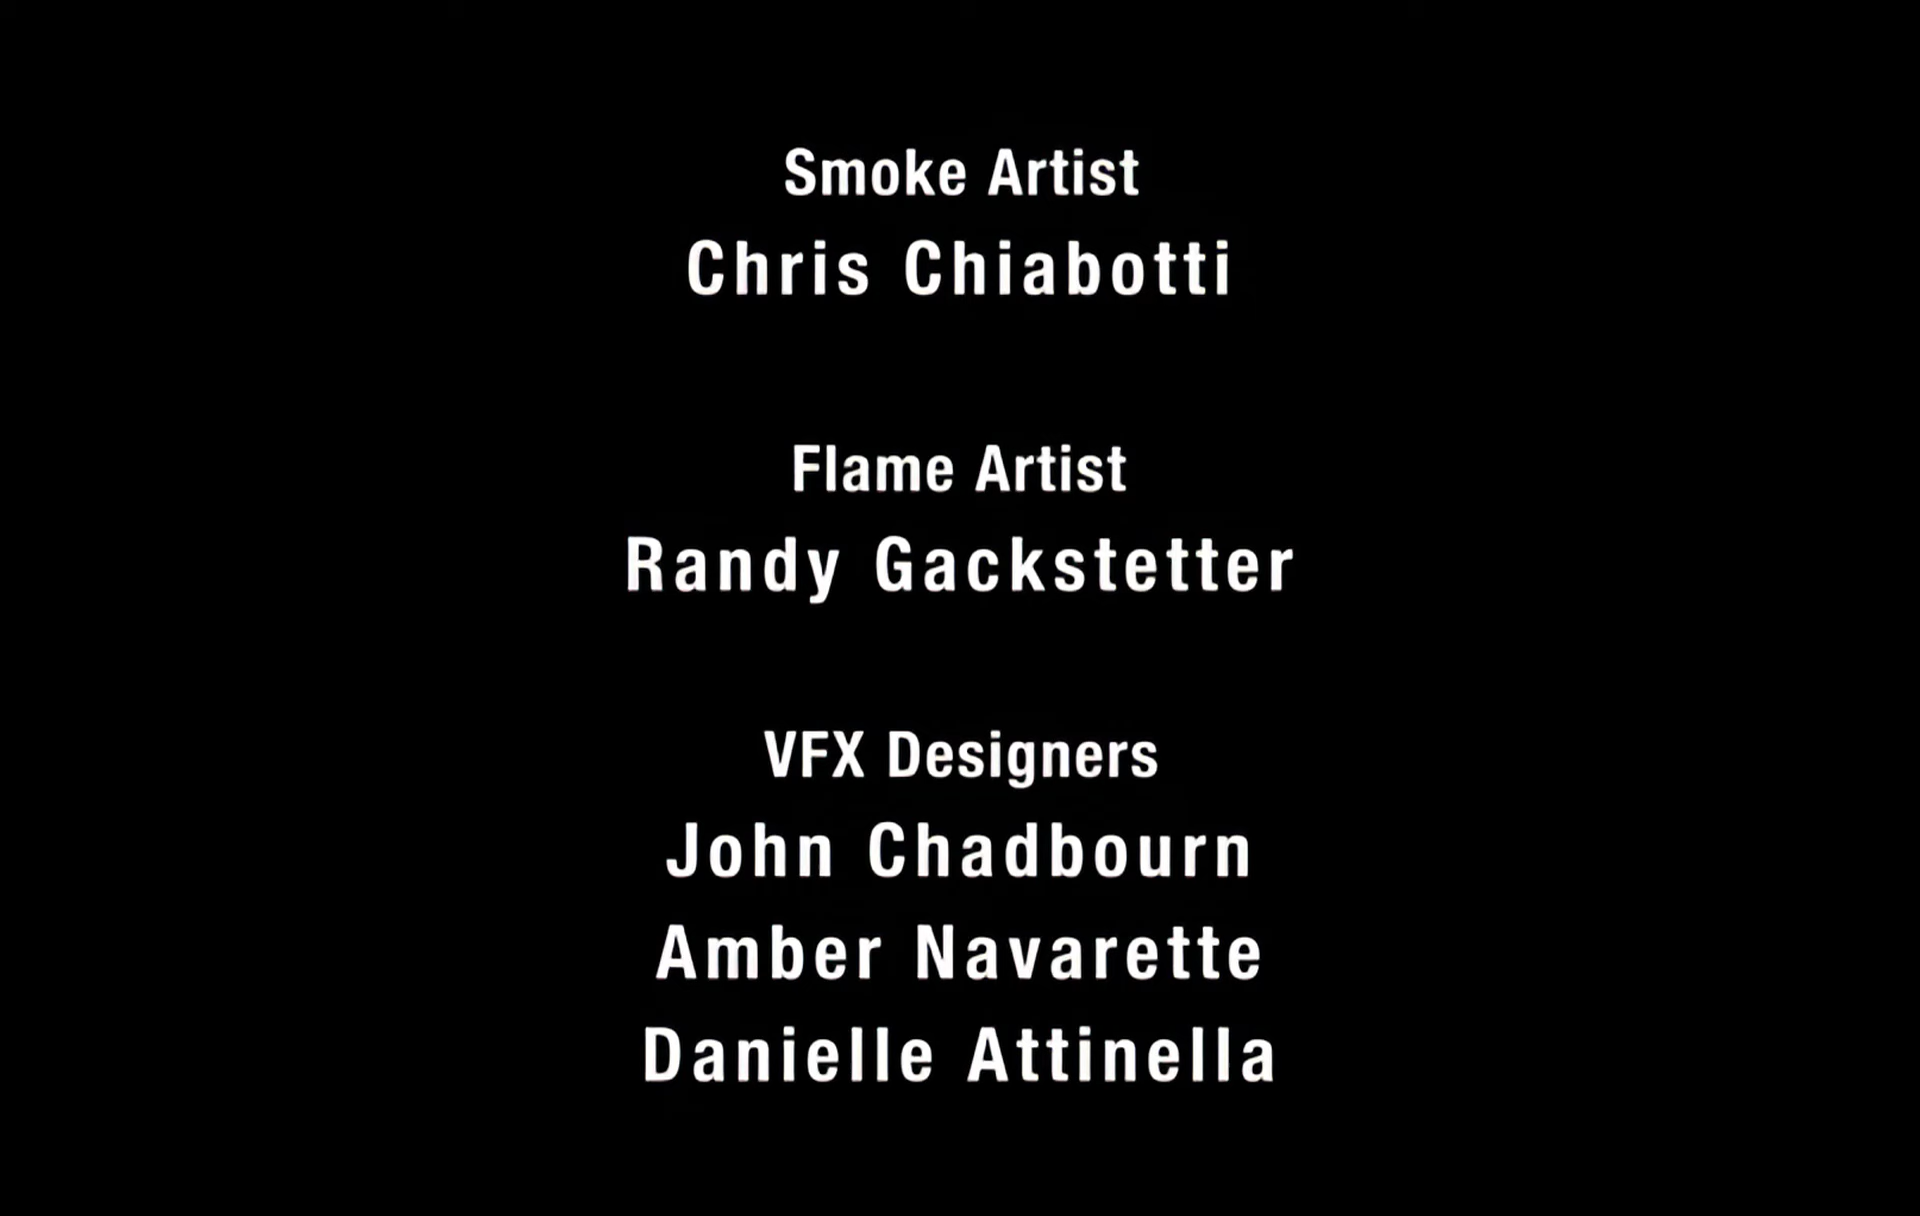 Smoke Artist
Chris Chiabotti
Flame Artist
Randy Gackstetter
VFX Designers
John Chadbourn
Amber Navarette
Danielle Attinella